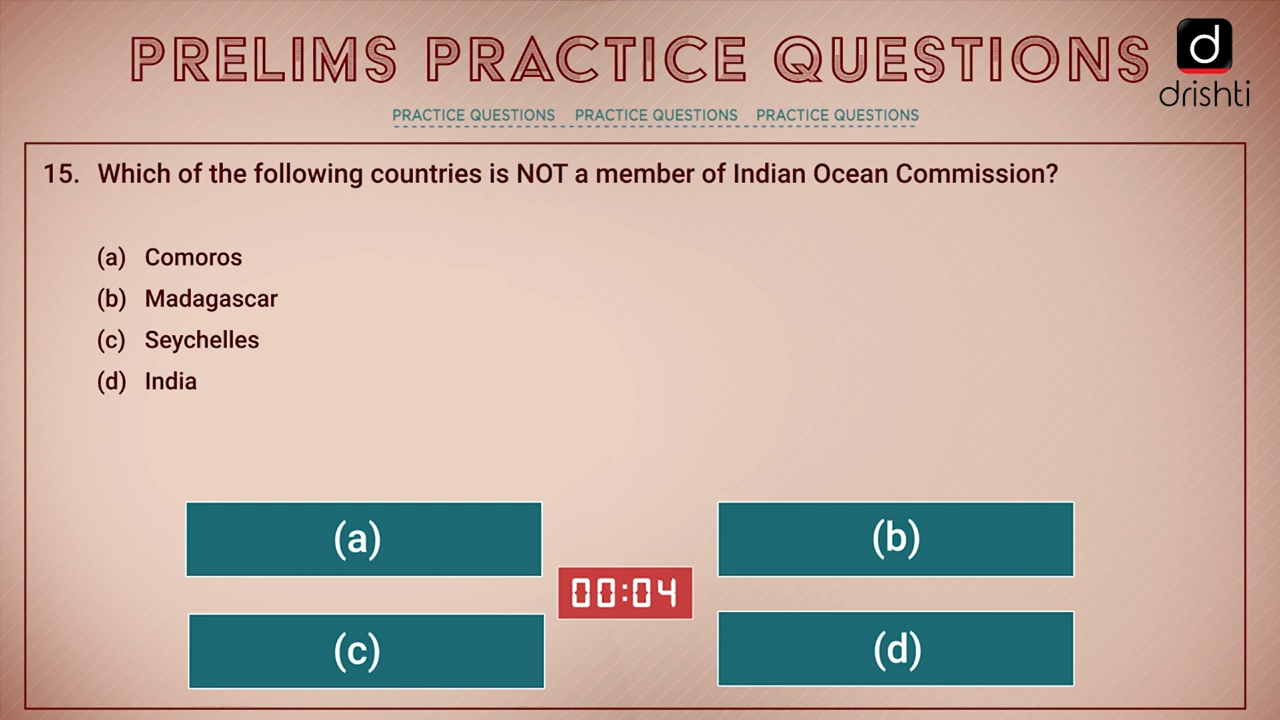 PRELIMS PRACTICE QUESTIONS
d
drishti
PRACTICE QUESTIONS PRACTICE QUESTIONS PRACTICE QUESTIONS
15. Which of the following countries is NOT a member of Indian Ocean Commission?
(a) Comoros
(b) Madagascar
(c) Seychelles
(d) India
(a)
(b)
00:04
(c)
(d)